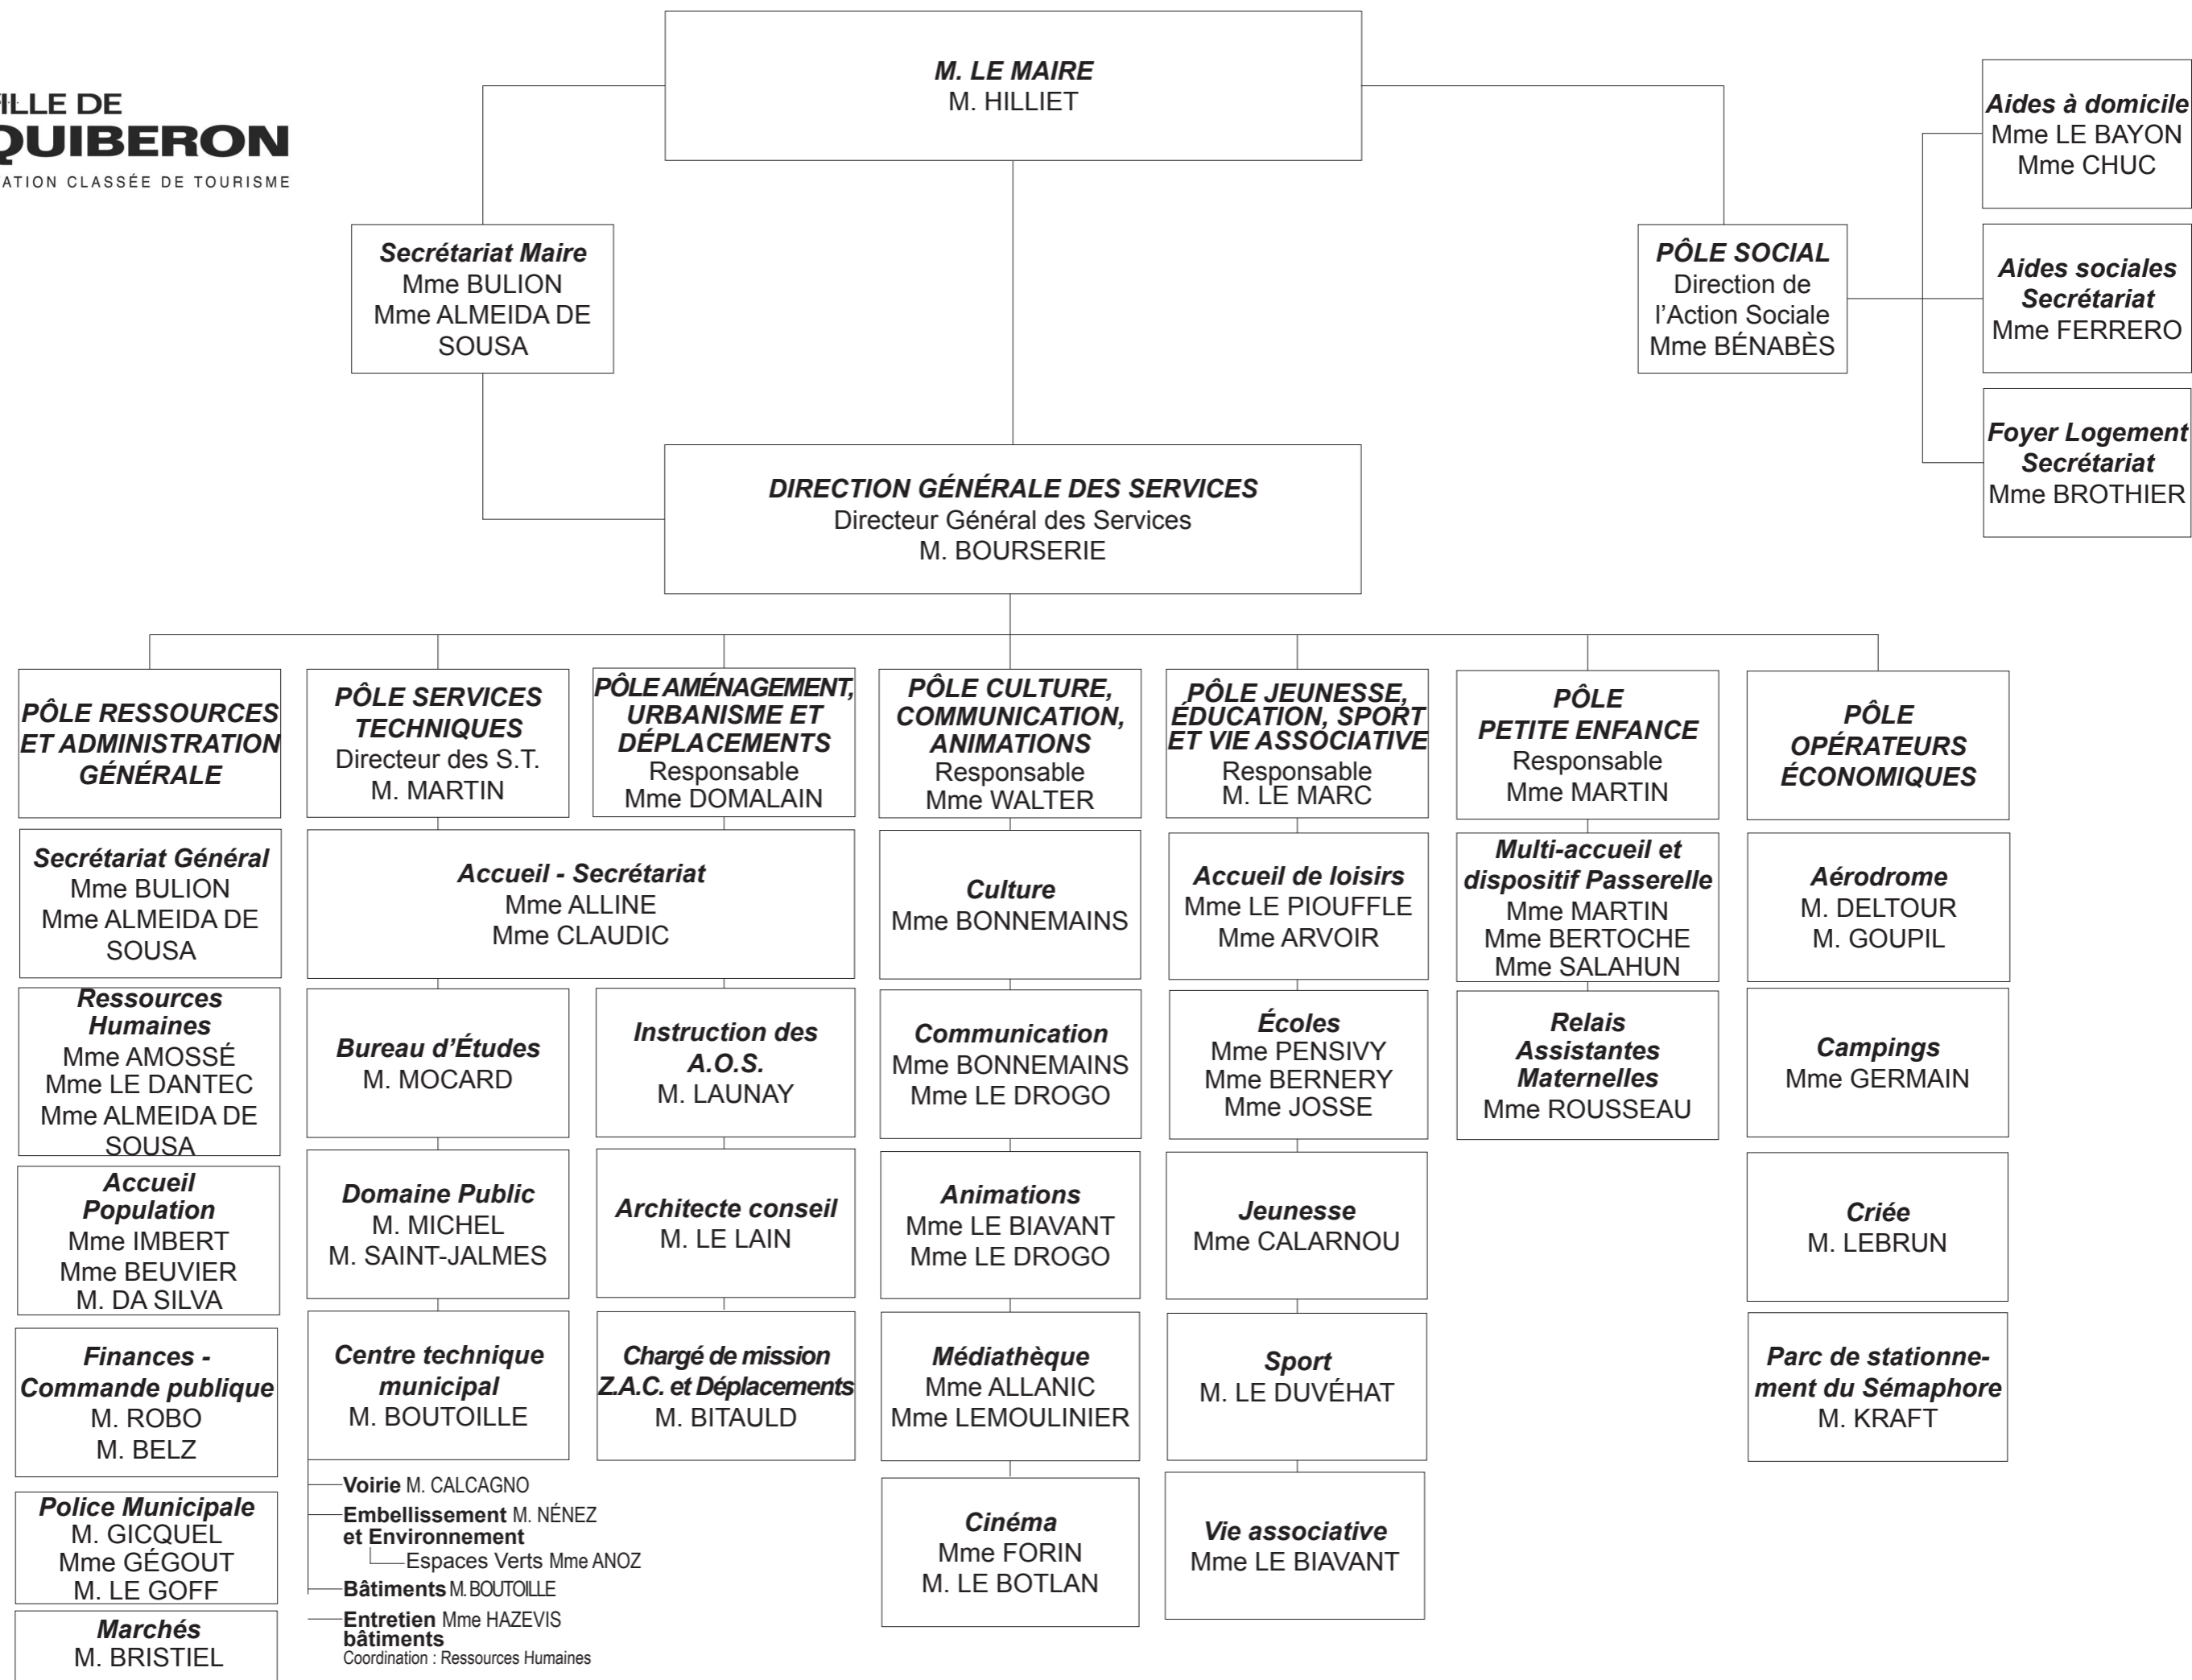 VILLE DE
QUIBERON
ATION CLASSÉE DE TOURISME
M. LE MAIRE
M. HILLIET
Secrétariat Maire
Mme BULION
Mme ALMEIDA DE
SOUSA
PÔLE SOCIAL
Direction de
l’Action Sociale
Mme BÉNABÈS
Aides à domicile
Mme LE BAYON
Mme CHUC
Aides sociales
Secrétariat
Mme FERRERO
Foyer Logement
Secrétariat
Mme BROTHIER
DIRECTION GÉNÉRALE DES SERVICES
Directeur Général des Services
M. BOURSERIE
PÔLE RESSOURCES
ET ADMINISTRATION
GÉNÉRALE
Secrétariat Général
Mme BULION
Mme ALMEIDA DE
SOUSA
Ressources
Humaines
Mme AMOSSÉ
Mme LE DANTEC
Mme ALMEIDA DE
SOUSA
Accueil
Population
Mme IMBERT
Mme BEUVIER
M. DA SILVA
Finances -
Commande publique
M. ROBO
M. BELZ
Police Municipale
M. GICQUEL
Mme GÉGOUT
M. LE GOFF
Marchés
M. BRISTIEL
PÔLE SERVICES
TECHNIQUES
Directeur des S.T.
M. MARTIN
PÔLE AMÉNAGEMENT,
URBANISME ET
DÉPLACEMENTS
Responsable
Mme DOMALAIN
Accueil - Secrétariat
Mme ALLINE
Mme CLAUDIC
Bureau d’Études
M. MOCARD
Domaine Public
M. MICHEL
M. SAINT-JALMES
Centre technique
municipal
M. BOUTOILLE
Voirie M. CALCAGNO
Embellissement M. NÉNEZ
et Environnement
Espaces Verts Mme ANOZ
Bâtiments M. BOUTOILLE
Entretien Mme HAZEVIS
bâtiments
Coordination : Ressources Humaines
Instruction des
A.O.S.
M. LAUNAY
Architecte conseil
M. LE LAIN
Chargé de mission
Z.A.C. et Déplacements
M. BITAULD
PÔLE CULTURE,
COMMUNICATION,
ANIMATIONS
Responsable
Mme WALTER
Culture
Mme BONNEMAINS
Communication
Mme BONNEMAINS
Mme LE DROGO
Animations
Mme LE BIAVANT
Mme LE DROGO
Médiathèque
Mme ALLANIC
Mme LEMOULINIER
Cinéma
Mme FORIN
M. LE BOTLAN
PÔLE JEUNESSE,
ÉDUCATION, SPORT
ET VIE ASSOCIATIVE
Responsable
M. LE MARC
Accueil de loisirs
Mme LE PIOUFFLE
Mme ARVOIR
Écoles
Mme PENSIVY
Mme BERNERY
Mme JOSSE
Jeunesse
Mme CALARNOU
Sport
M. LE DUVÉHAT
Vie associative
Mme LE BIAVANT
PÔLE
PETITE ENFANCE
Responsable
Mme MARTIN
Multi-accueil et
dispositif Passerelle
Mme MARTIN
Mme BERTOCHE
Mme SALAHUN
Relais
Assistantes
Maternelles
Mme ROUSSEAU
PÔLE
OPÉRATEURS
ÉCONOMIQUES
Aérodrome
M. DELTOUR
M. GOUPIL
Campings
Mme GERMAIN
Criée
M. LEBRUN
Parc de stationne-
ment du Sémaphore
M. KRAFT